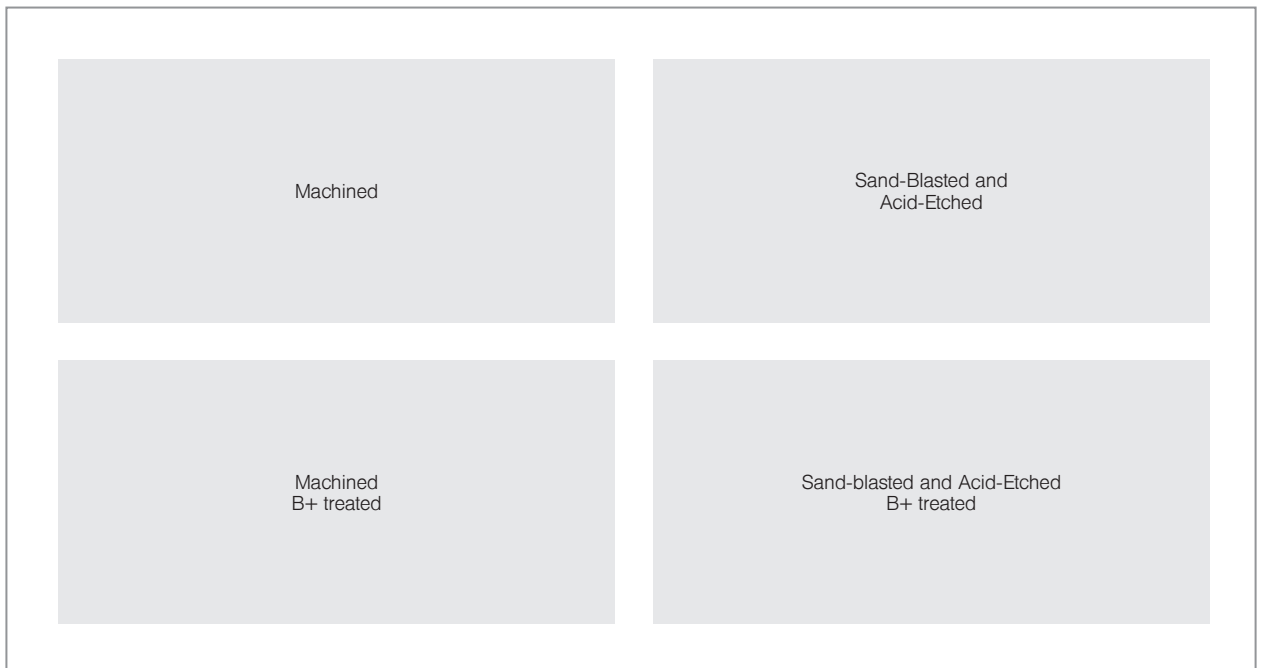 Machined
Sand-Blasted and
Acid-Etched
Machined
B+ treated
Sand-blasted and Acid-Etched
B+ treated